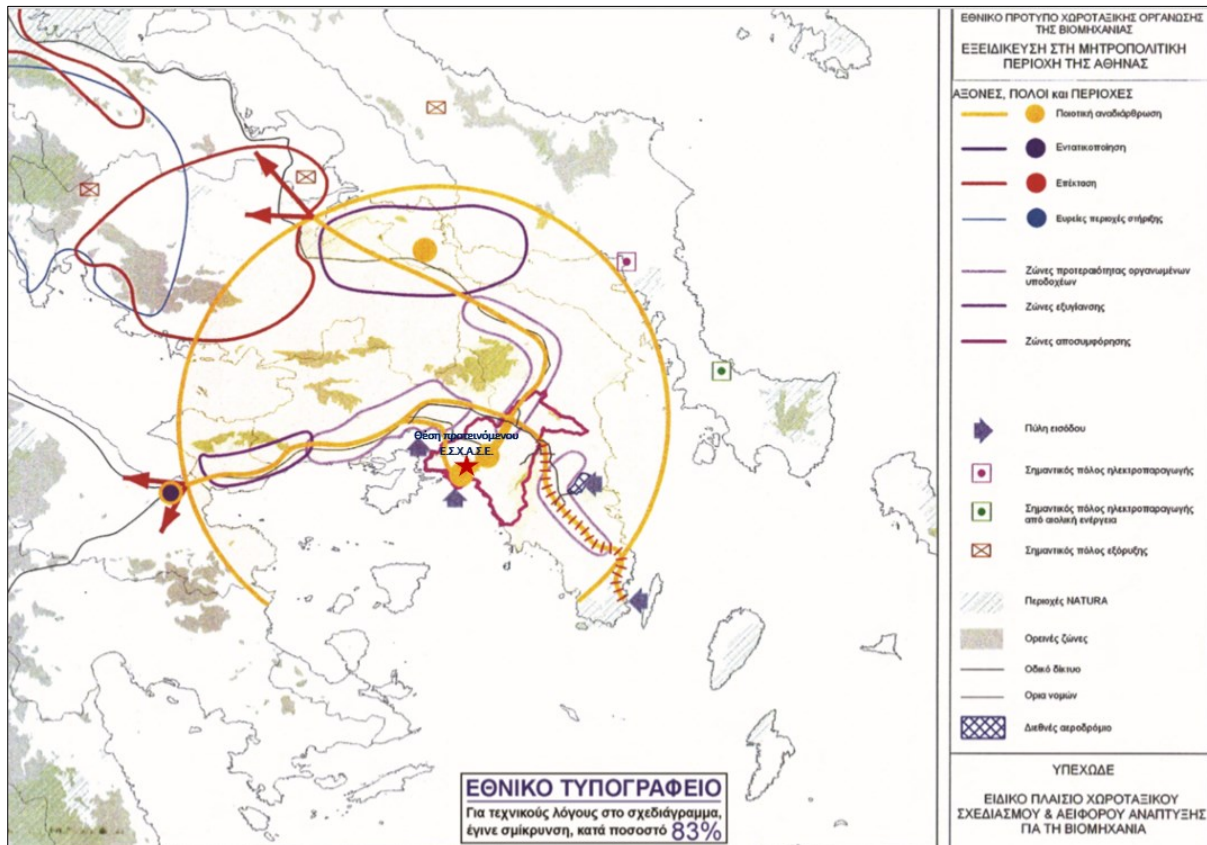 ΕΘΝΙΚΟ ΠΡΟΤΥΠΟ ΧΩΡΟΤΑΞΙΚΗΣ ΟΡΓΑΝΩΣΗΣ
ΤΗΣ ΒΙΟΜΗΧΑΝΙΑΣ
ΕΞΕΙΔΙΚΕΥΣΗ ΣΤΗ ΜΗΤΡΟΠΟΛΙΤΙΚΗ
ΠΕΡΙΟΧΗ ΤΗΣ ΑΘΗΝΑΣ
ΑΞΟΝΕΣ, ΠΟΛΟΙ και ΠΕΡΙΟΧΕΣ
Ποιοτική αναδιάρθρωση
Εντατικοποίηση
Επέκταση
Ευρείες περιοχές στήριξης
Ζώνες προτεραιότητας οργανωμένων
υποδοχέων
Ζώνες εξυγίανσης
Ζώνες αποσυμφόρησης
Πύλη εισόδου
Σημαντικός πόλος ηλεκτροπαραγωγής
Σημαντικός πόλος ηλεκτροπαραγωγής
από αιολική ενέργεια
Σημαντικός πόλος εξόρυξης
Περιοχές NATURA
Ορεινές ζώνες
Οδικό δίκτυο
Ορια νομών
Διεθνές αεροδρόμιο
ΥΠΕΧΩΔΕ
ΕΙΔΙΚΟ ΠΛΑΙΣΙΟ ΧΩΡΟΤΑΞΙΚΟΥ
ΣΧΕΔΙΑΣΜΟΥ & ΑΕΙΦΟΡΟΥ ΑΝΑΠΤΥΞΗΣ
ΓΙΑ ΤΗ ΒΙΟΜΗΧΑΝΙΑ
Θέση προτεινόμενου
Ε.Σ.Χ.Α.Σ.Ε.
ΕΘΝΙΚΟ ΤΥΠΟΓΡΑΦΕΙΟ
Για τεχνικούς λόγους στο σχεδιάγραμμα,
έγινε σμίκρυνση, κατά ποσοστό 83%